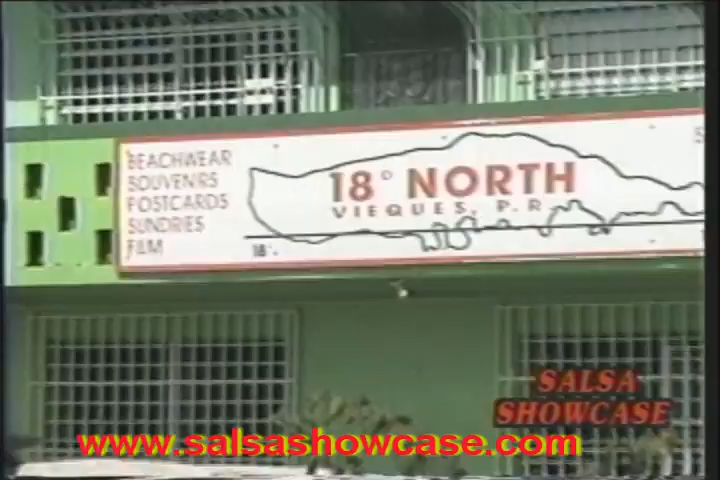 BEACHWEAR
SOUVENIRS
POSTCARDS
SUNDRIES
FILM
18° NORTH
VIEQUES, P.R.
18°
SALSA
SHOWCASE
www.salsashowcase.com